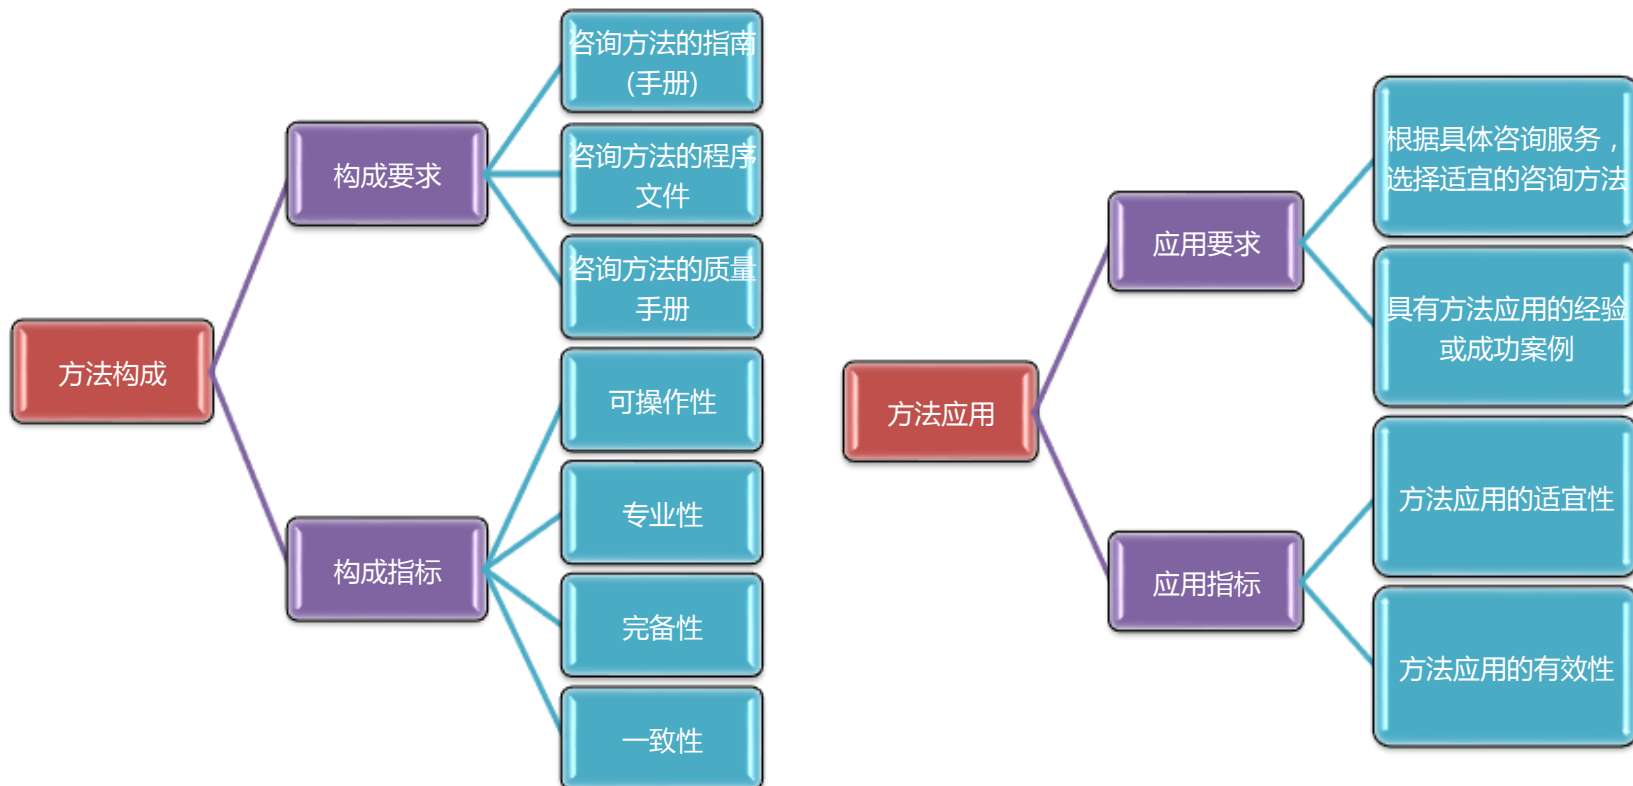 方法构成
构成要求
咨询方法的指南
(手册)
咨询方法的程序
文件
咨询方法的质量
手册
构成指标
可操作性
专业性
完备性
一致性
方法应用
应用要求
根据具体咨询服务，
选择适宜的咨询方法
具有方法应用的经验
或成功案例
应用指标
方法应用的适宜性
方法应用的有效性